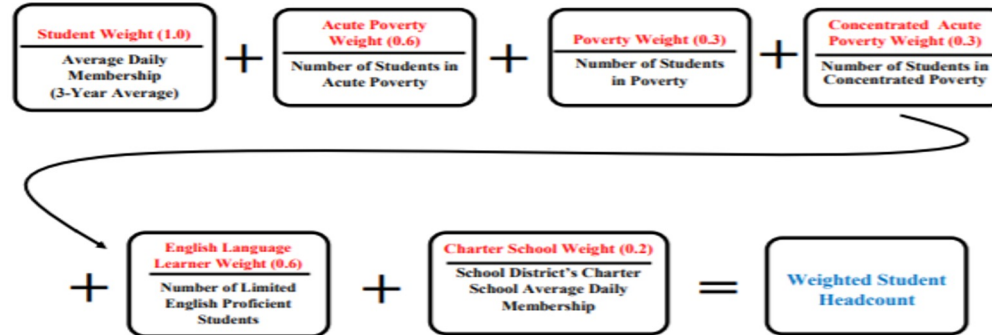 Student Weight (1.0)
Average Daily
Membership
(3-Year Average)
+
Acute Poverty
Weight (0.6)
Number of Students in
Acute Poverty
+
Poverty Weight (0.3)
Number of Students
in Poverty
+
Concentrated Acute
Poverty Weight (0.3)
Number of Students in
Concentrated Poverty
+
English Language
Learner Weight (0.6)
Number of Limited
English Proficient
Students
+
Charter School Weight (0.2)
School District's Charter
School Average Daily
Membership
=
Weighted Student
Headcount